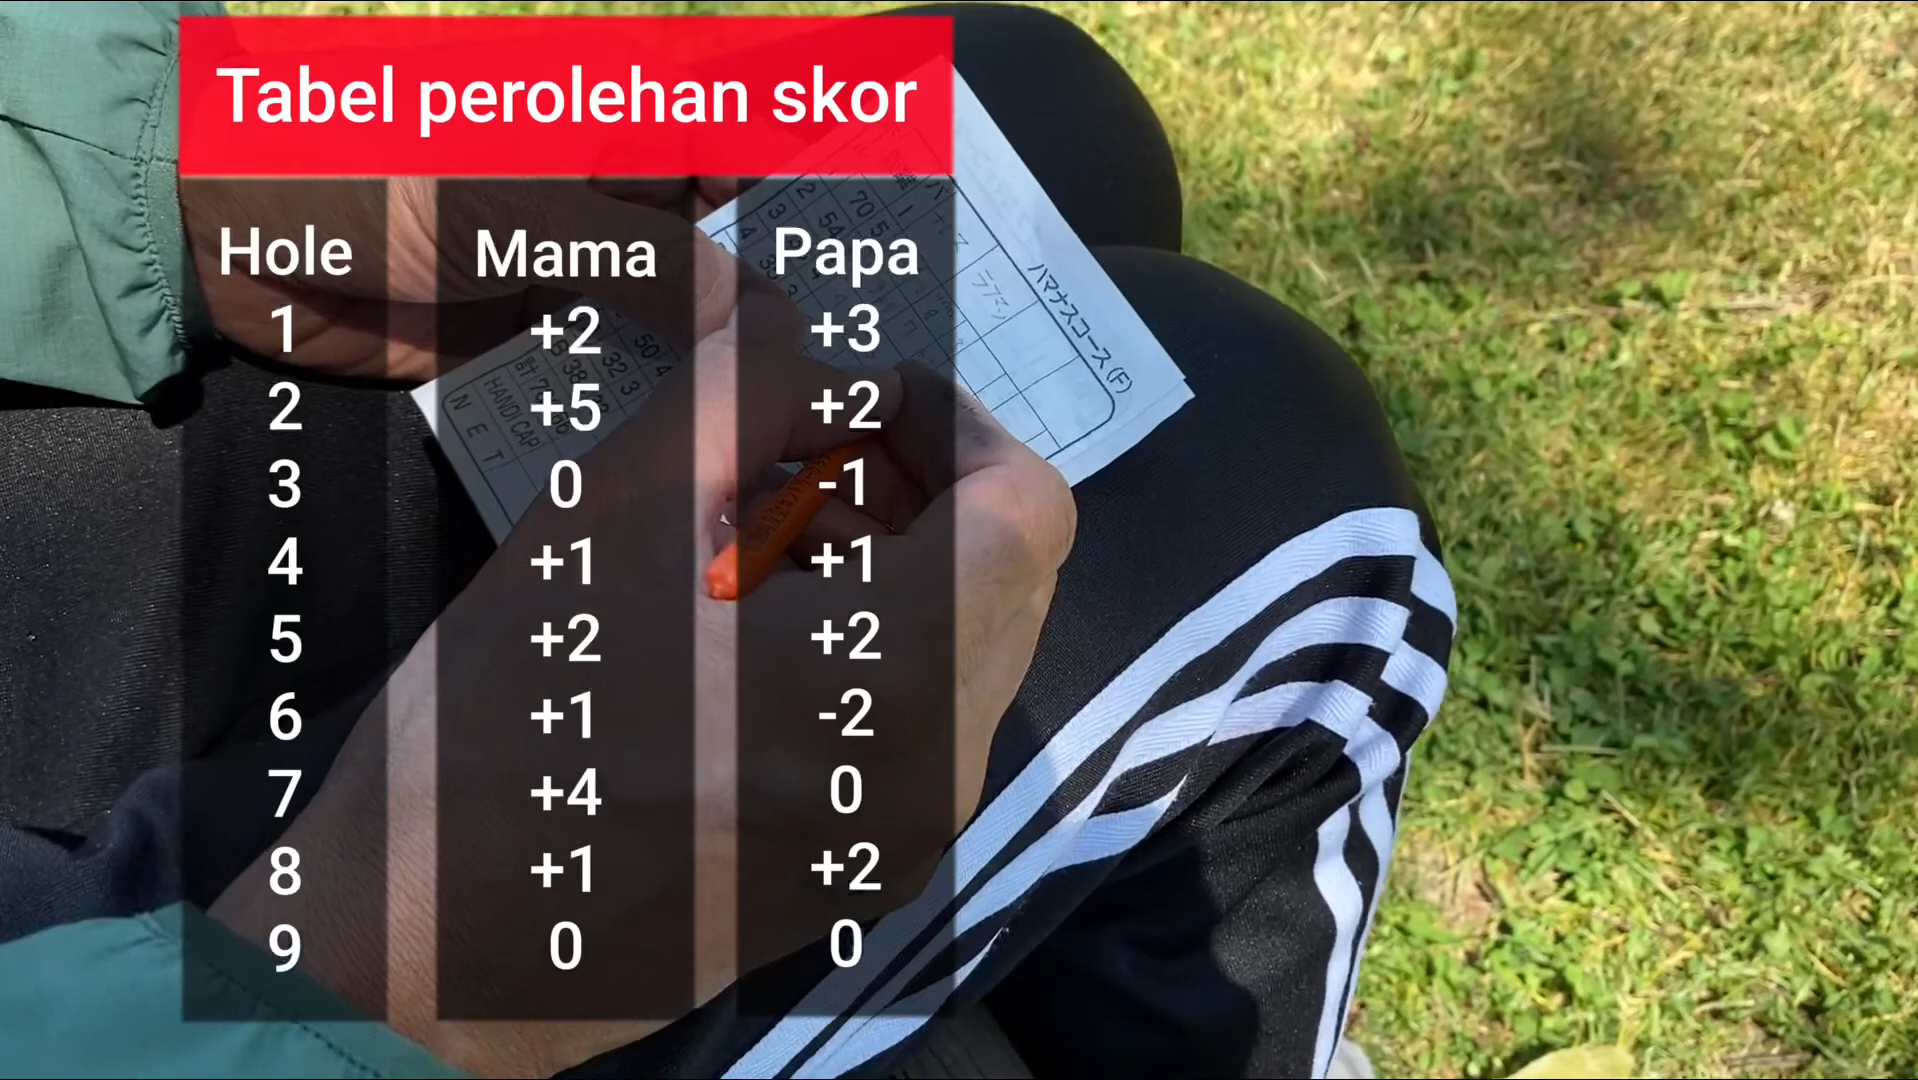 Tabel perolehan skor
Hole Mama Papa
1 +2 +3
2 +5 +2
3 0 -1
4 +1 +1
5 +2 +2
6 +1 -2
7 +4 0
8 +1 +2
9 0 0
ハマナスコース(F)
HANDICAP
N E T